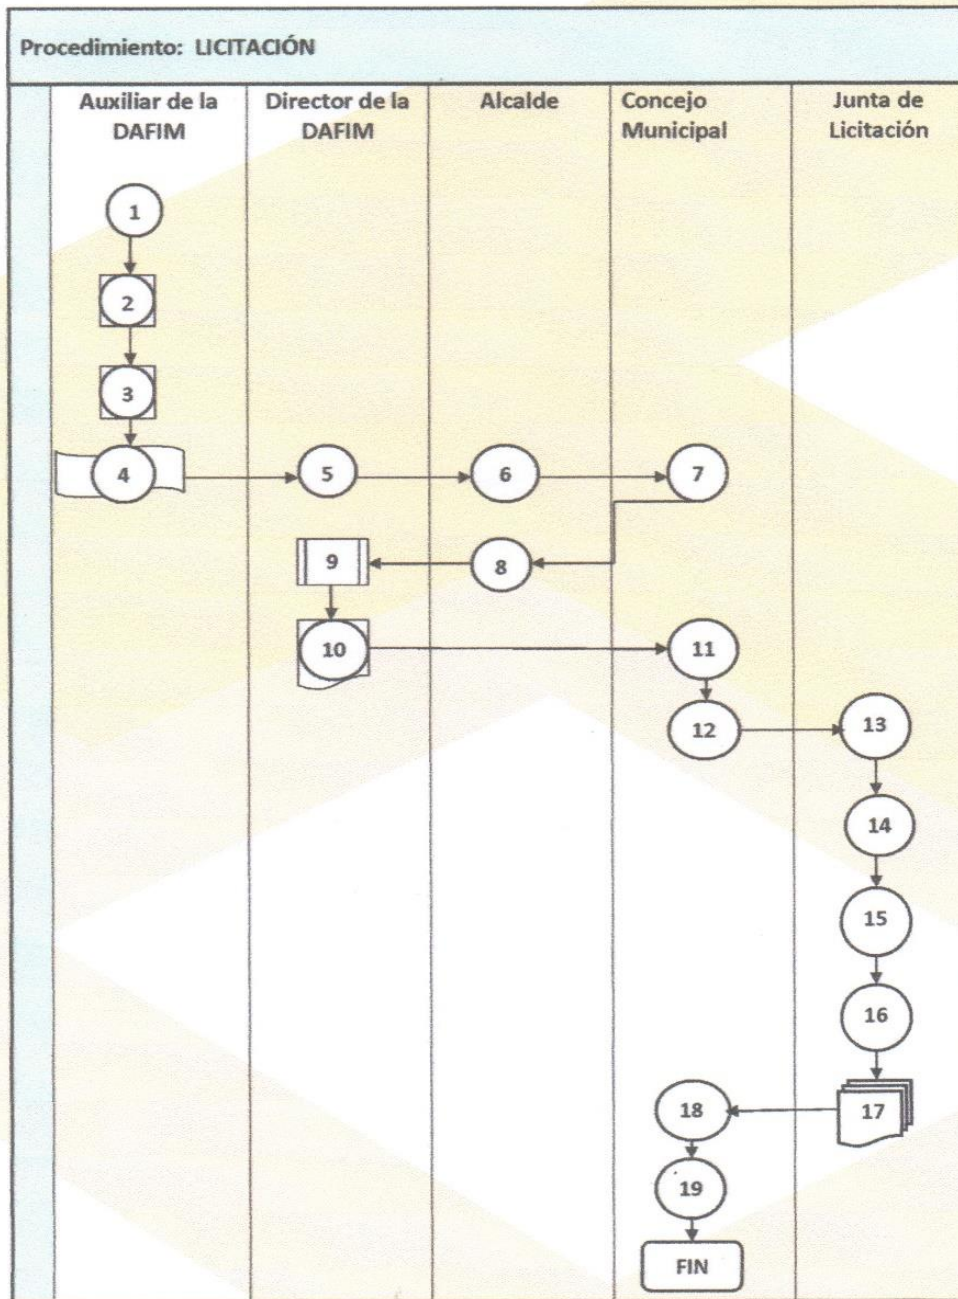 Procedimiento: LICITACIÓN
Auxiliar de la DAFIM
Director de la DAFIM
Alcalde
Concejo Municipal
Junta de Licitación
1
2
3
4
5
6
7
9
8
10
11
12
13
14
15
16
18
17
19
FIN